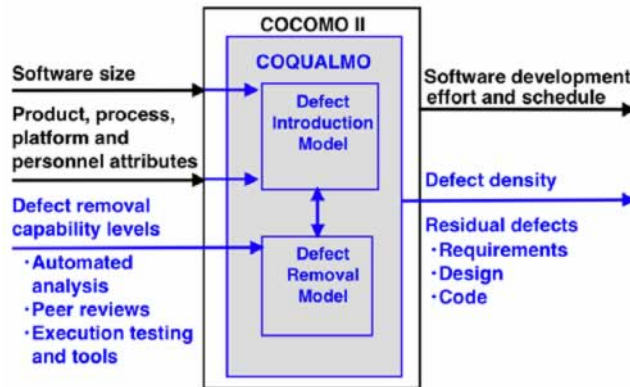 COCOMO II
COQUALMO
Software size
Product, process,
platform and
personnel attributes
Defect removal
capability levels
·Automated
analysis
·Peer reviews
·Execution testing
and tools
Defect
Introduction
Model
Defect
Removal
Model
Software development
effort and schedule
Defect density
Residual defects
·Requirements
·Design
·Code